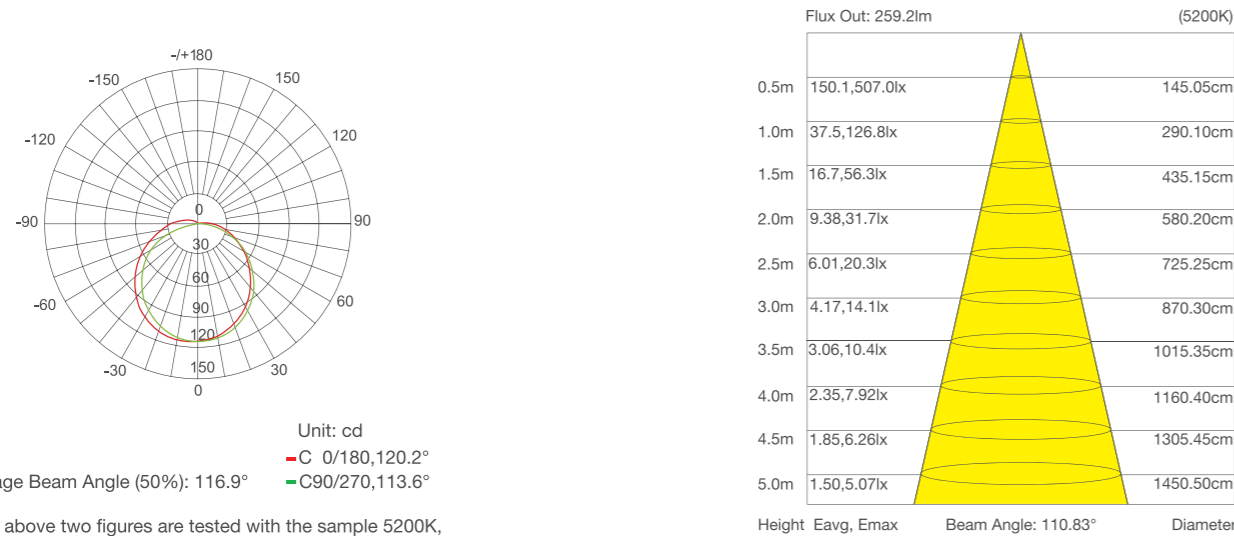 Flux Out: 259.2lm (5200K)
-/+180
-150 150
-120 120
-90 0 90
30
-60 60 60
90
120
-30 150 30
0
Unit: cd
C 0/180,120.2°
Beam Angle (50%): 116.9° C90/270,113.6°
above two figures are tested with the sample 5200K,
0.5m 150.1,507.0lx 145.05cm
1.0m 37.5,126.8lx 290.10cm
1.5m 16.7,56.3lx 435.15cm
2.0m 9.38,31.7lx 580.20cm
2.5m 6.01,20.3lx 725.25cm
3.0m 4.17,14.1lx 870.30cm
3.5m 3.06,10.4lx 1015.35cm
4.0m 2.35,7.92lx 1160.40cm
4.5m 1.85,6.26lx 1305.45cm
5.0m 1.50,5.07lx 1450.50cm
Height Eavg, Emax Beam Angle: 110.83° Diameter